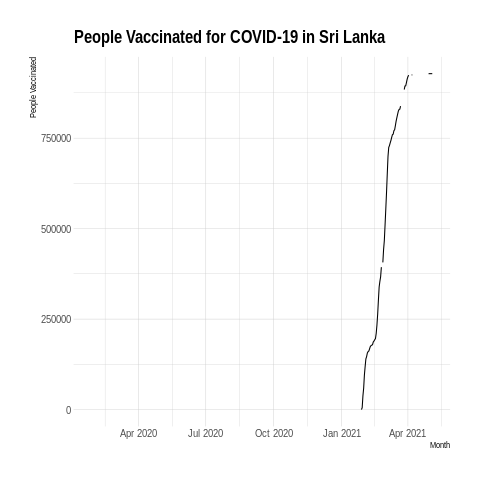 People Vaccinated for COVID-19 in Sri Lanka
People Vaccinated
750000
500000
250000
0
Apr 2020 Jul 2020 Oct 2020 Jan 2021 Apr 2021
Month